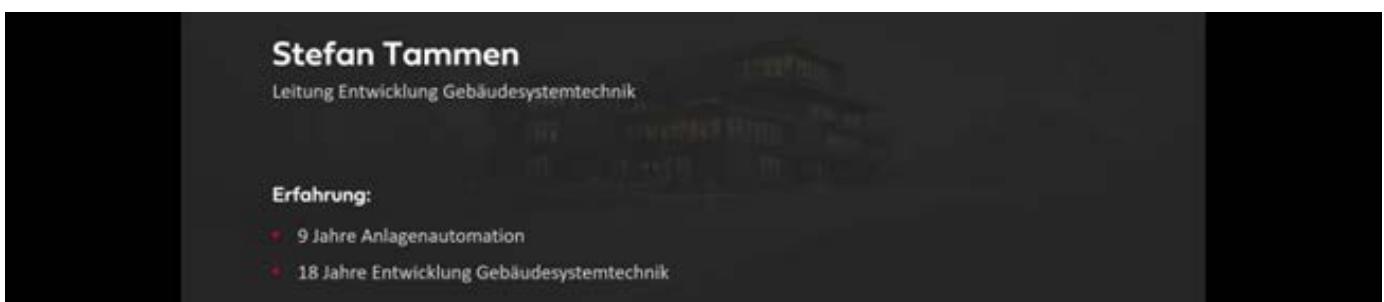 Stefan Tammen
Leitung Entwicklung Gebäudesystemtechnik
Erfahrung:
9 Jahre Anlagenautomation
18 Jahre Entwicklung Gebäudesystemtechnik